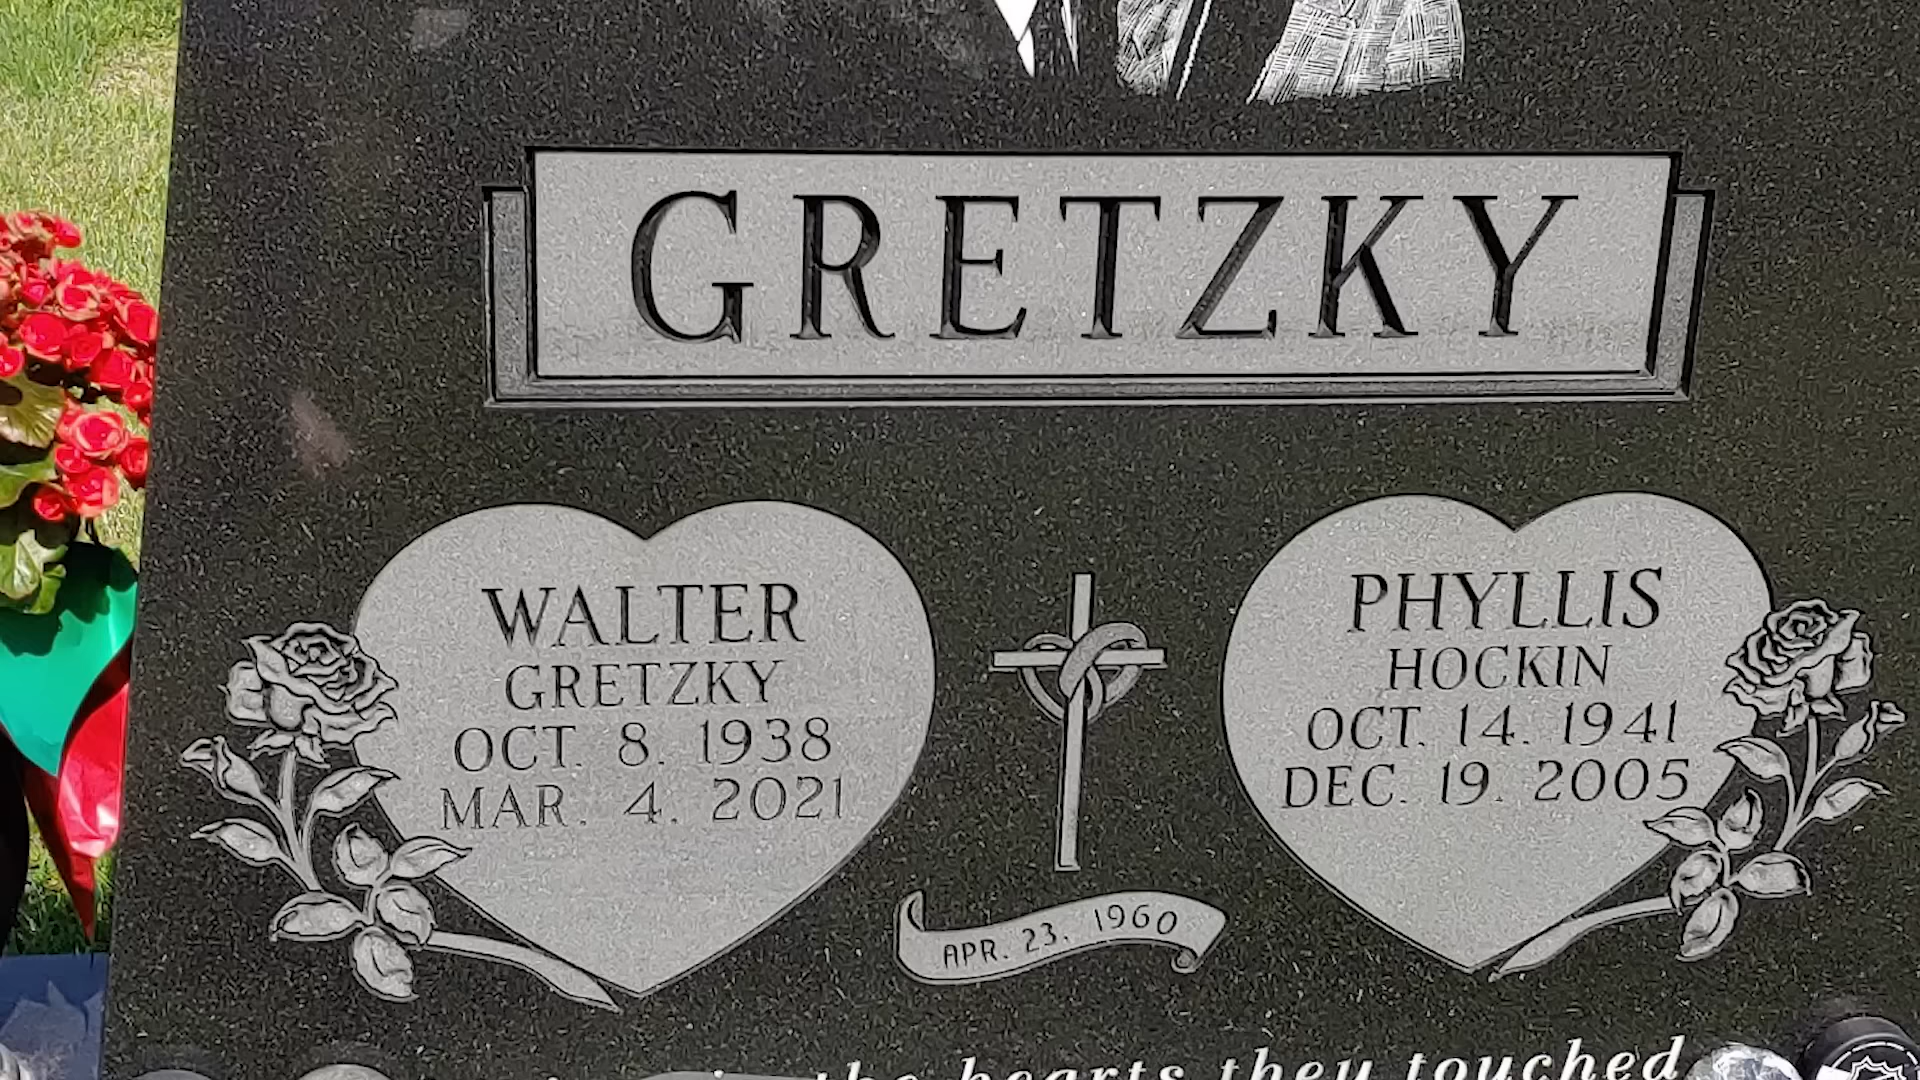 GRETZKY
WALTER
GRETZKY
OCT. 8. 1938
MAR. 4. 2021
PHYLLIS
HOCKIN
OCT. 14. 1941
DEC. 19. 2005
APR. 23. 1960
the hearts they touched